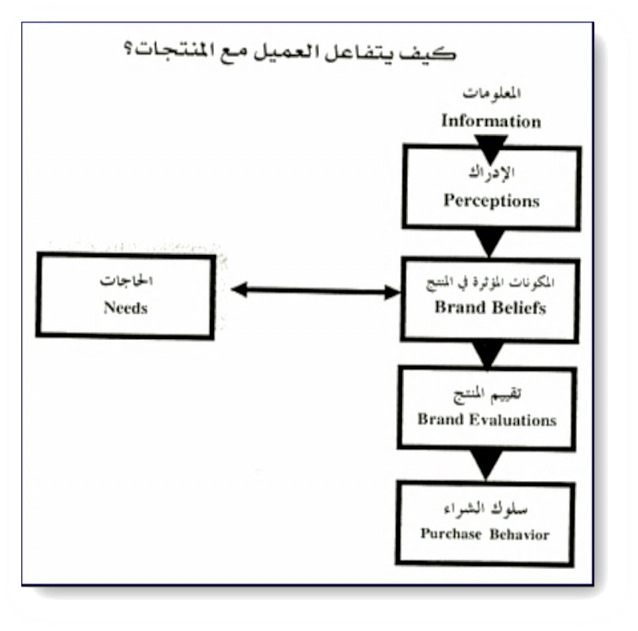 كيف يتفاعل العميل مع المنتجات؟
المعلومات
Information
الإدراك
Perceptions
المكونات المؤثرة في المنتج
Brand Beliefs
الحاجات
Needs
تقييم المنتج
Brand Evaluations
سلوك الشراء
Purchase Behavior